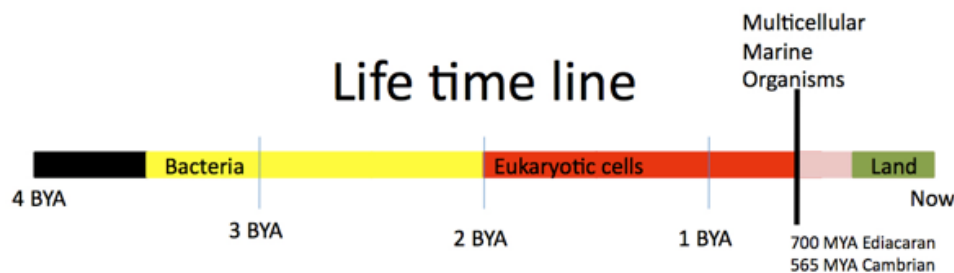 Multicellular
Marine
Organisms
Life time line
Bacteria
Eukaryotic cells
Land
4 BYA
3 BYA
2 BYA
1 BYA
Now
700 MYA Ediacaran
565 MYA Cambrian